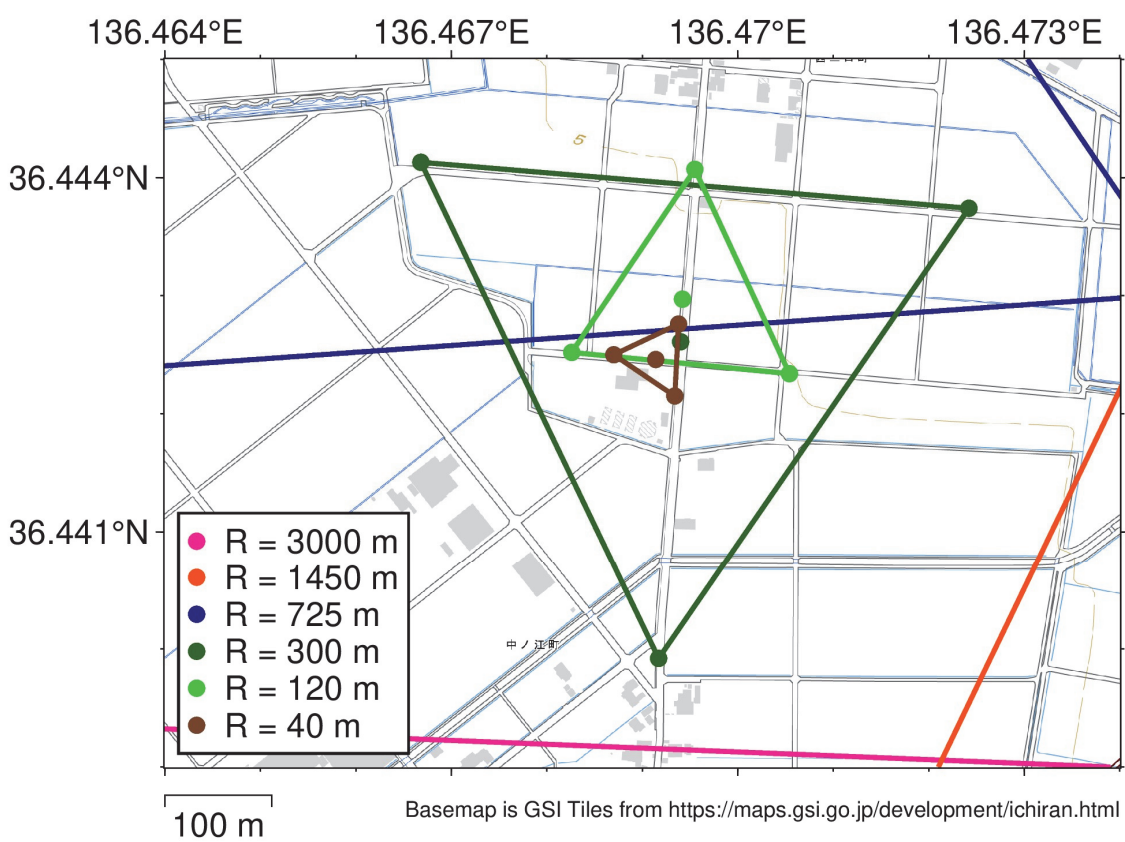 136.464°E 136.467°E 136.47°E 136.473°E
36.444°N
5
36.441°N
R = 3000 m
R = 1450 m
R = 725 m
R = 300 m
R = 120 m
R = 40 m
中ノ江町
100 m
Basemap is GSI Tiles from https://maps.gsi.go.jp/development/ichiran.html